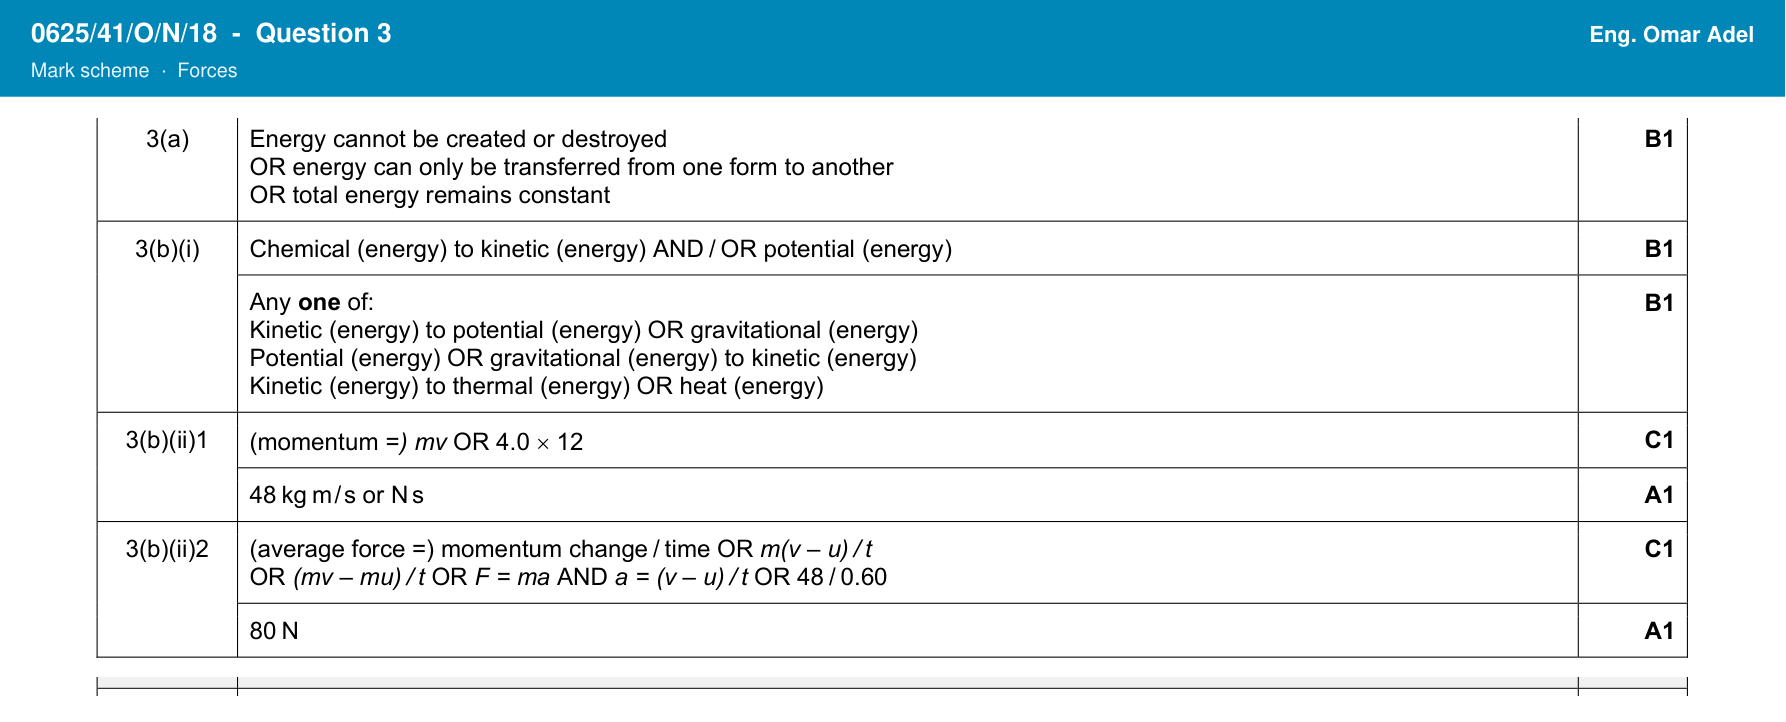 0625/41/O/N/18 - Question 3
Eng. Omar Adel
Mark scheme · Forces
3(a)
Energy cannot be created or destroyed
B1
OR energy can only be transferred from one form to another
OR total energy remains constant
3(b)(i)
Chemical (energy) to kinetic (energy) AND / OR potential (energy)
B1
Any one of:
B1
Kinetic (energy) to potential (energy) OR gravitational (energy)
Potential (energy) OR gravitational (energy) to kinetic (energy)
Kinetic (energy) to thermal (energy) OR heat (energy)
3(b)(ii)1
(momentum =) mv OR 4.0 × 12
C1
48 kg m / s or N s
A1
3(b)(ii)2
(average force =) momentum change / time OR m(v – u) / t
C1
OR (mv – mu) / t OR F = ma AND a = (v – u) / t OR 48 / 0.60
80 N
A1